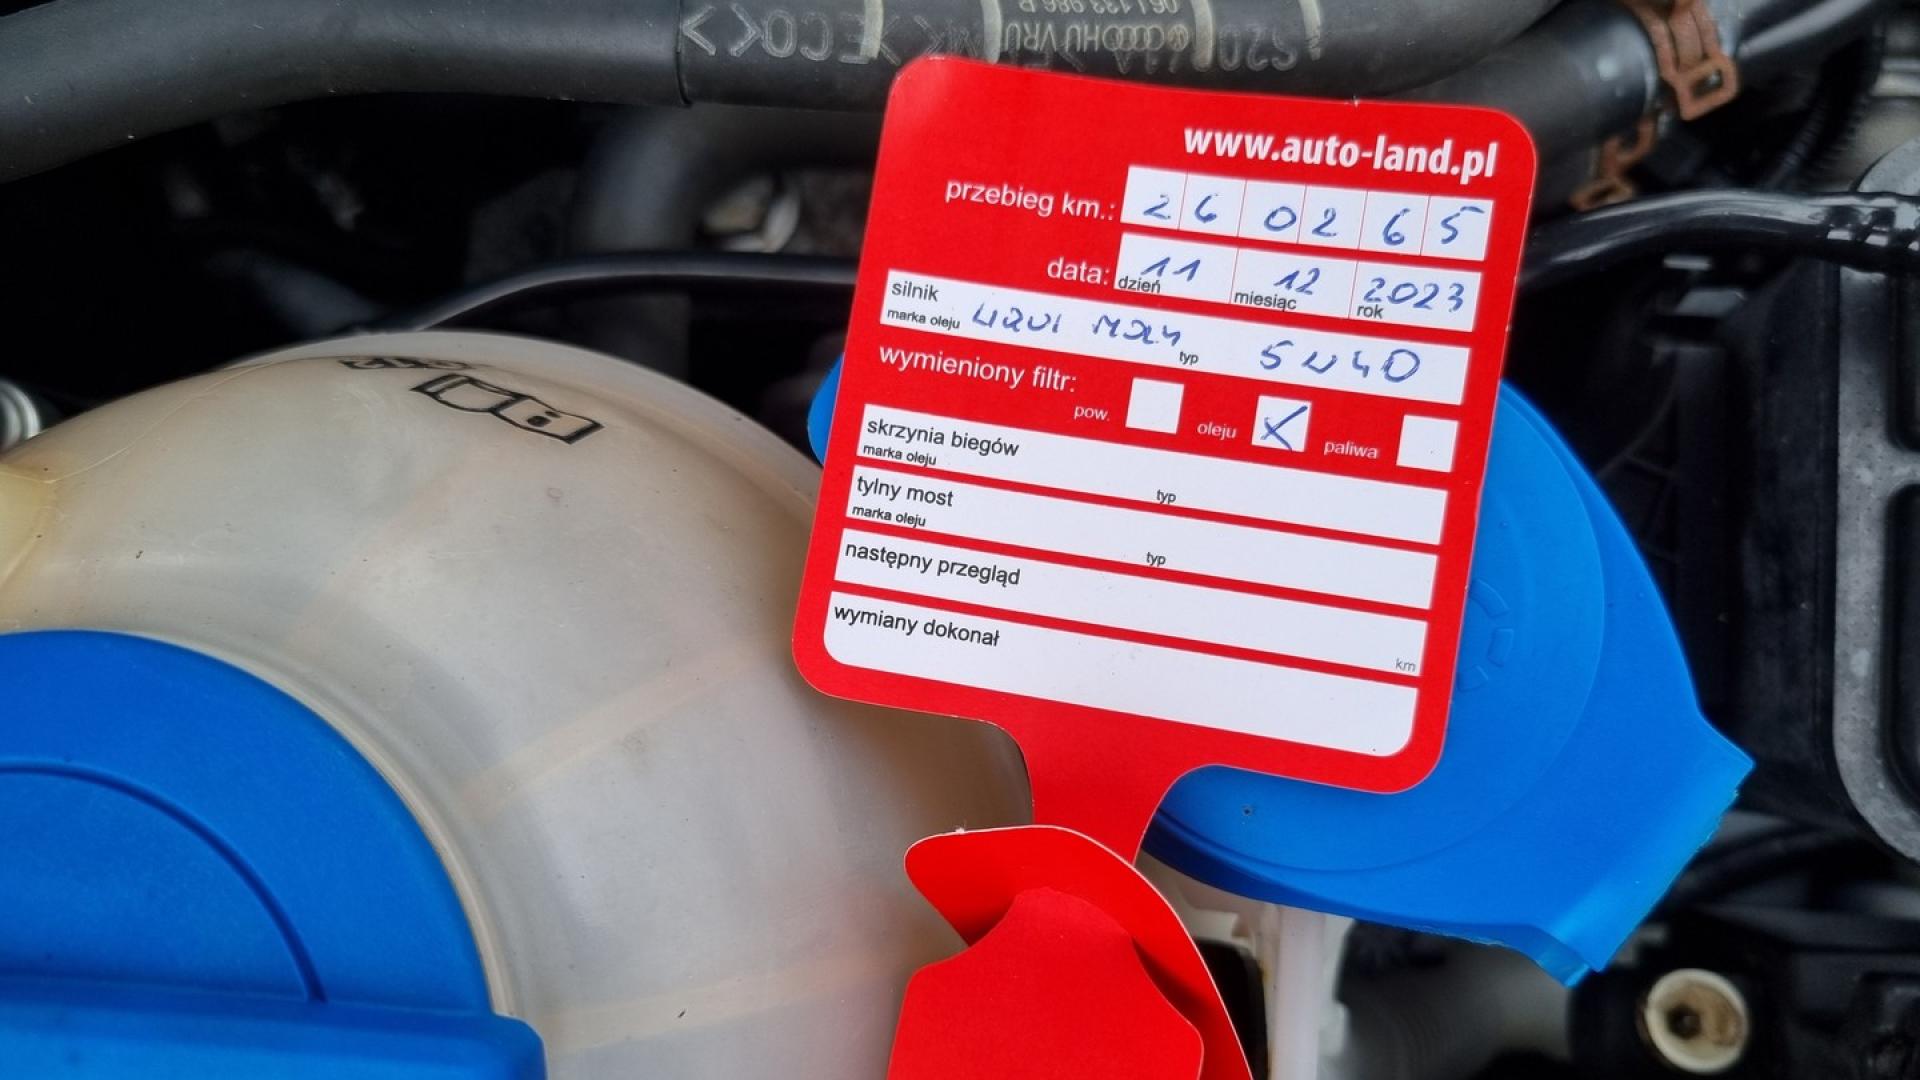 www.auto-land.pl
przebieg km.: 260265
data: 11 12 2023
dzień miesiąc rok
silnik
marka oleju LIQUI MOLY typ 5W40
wymieniony filtr:
pow. oleju X paliwa
skrzynia biegów
marka oleju typ
tylny most
marka oleju typ
następny przegląd
km
wymiany dokonał